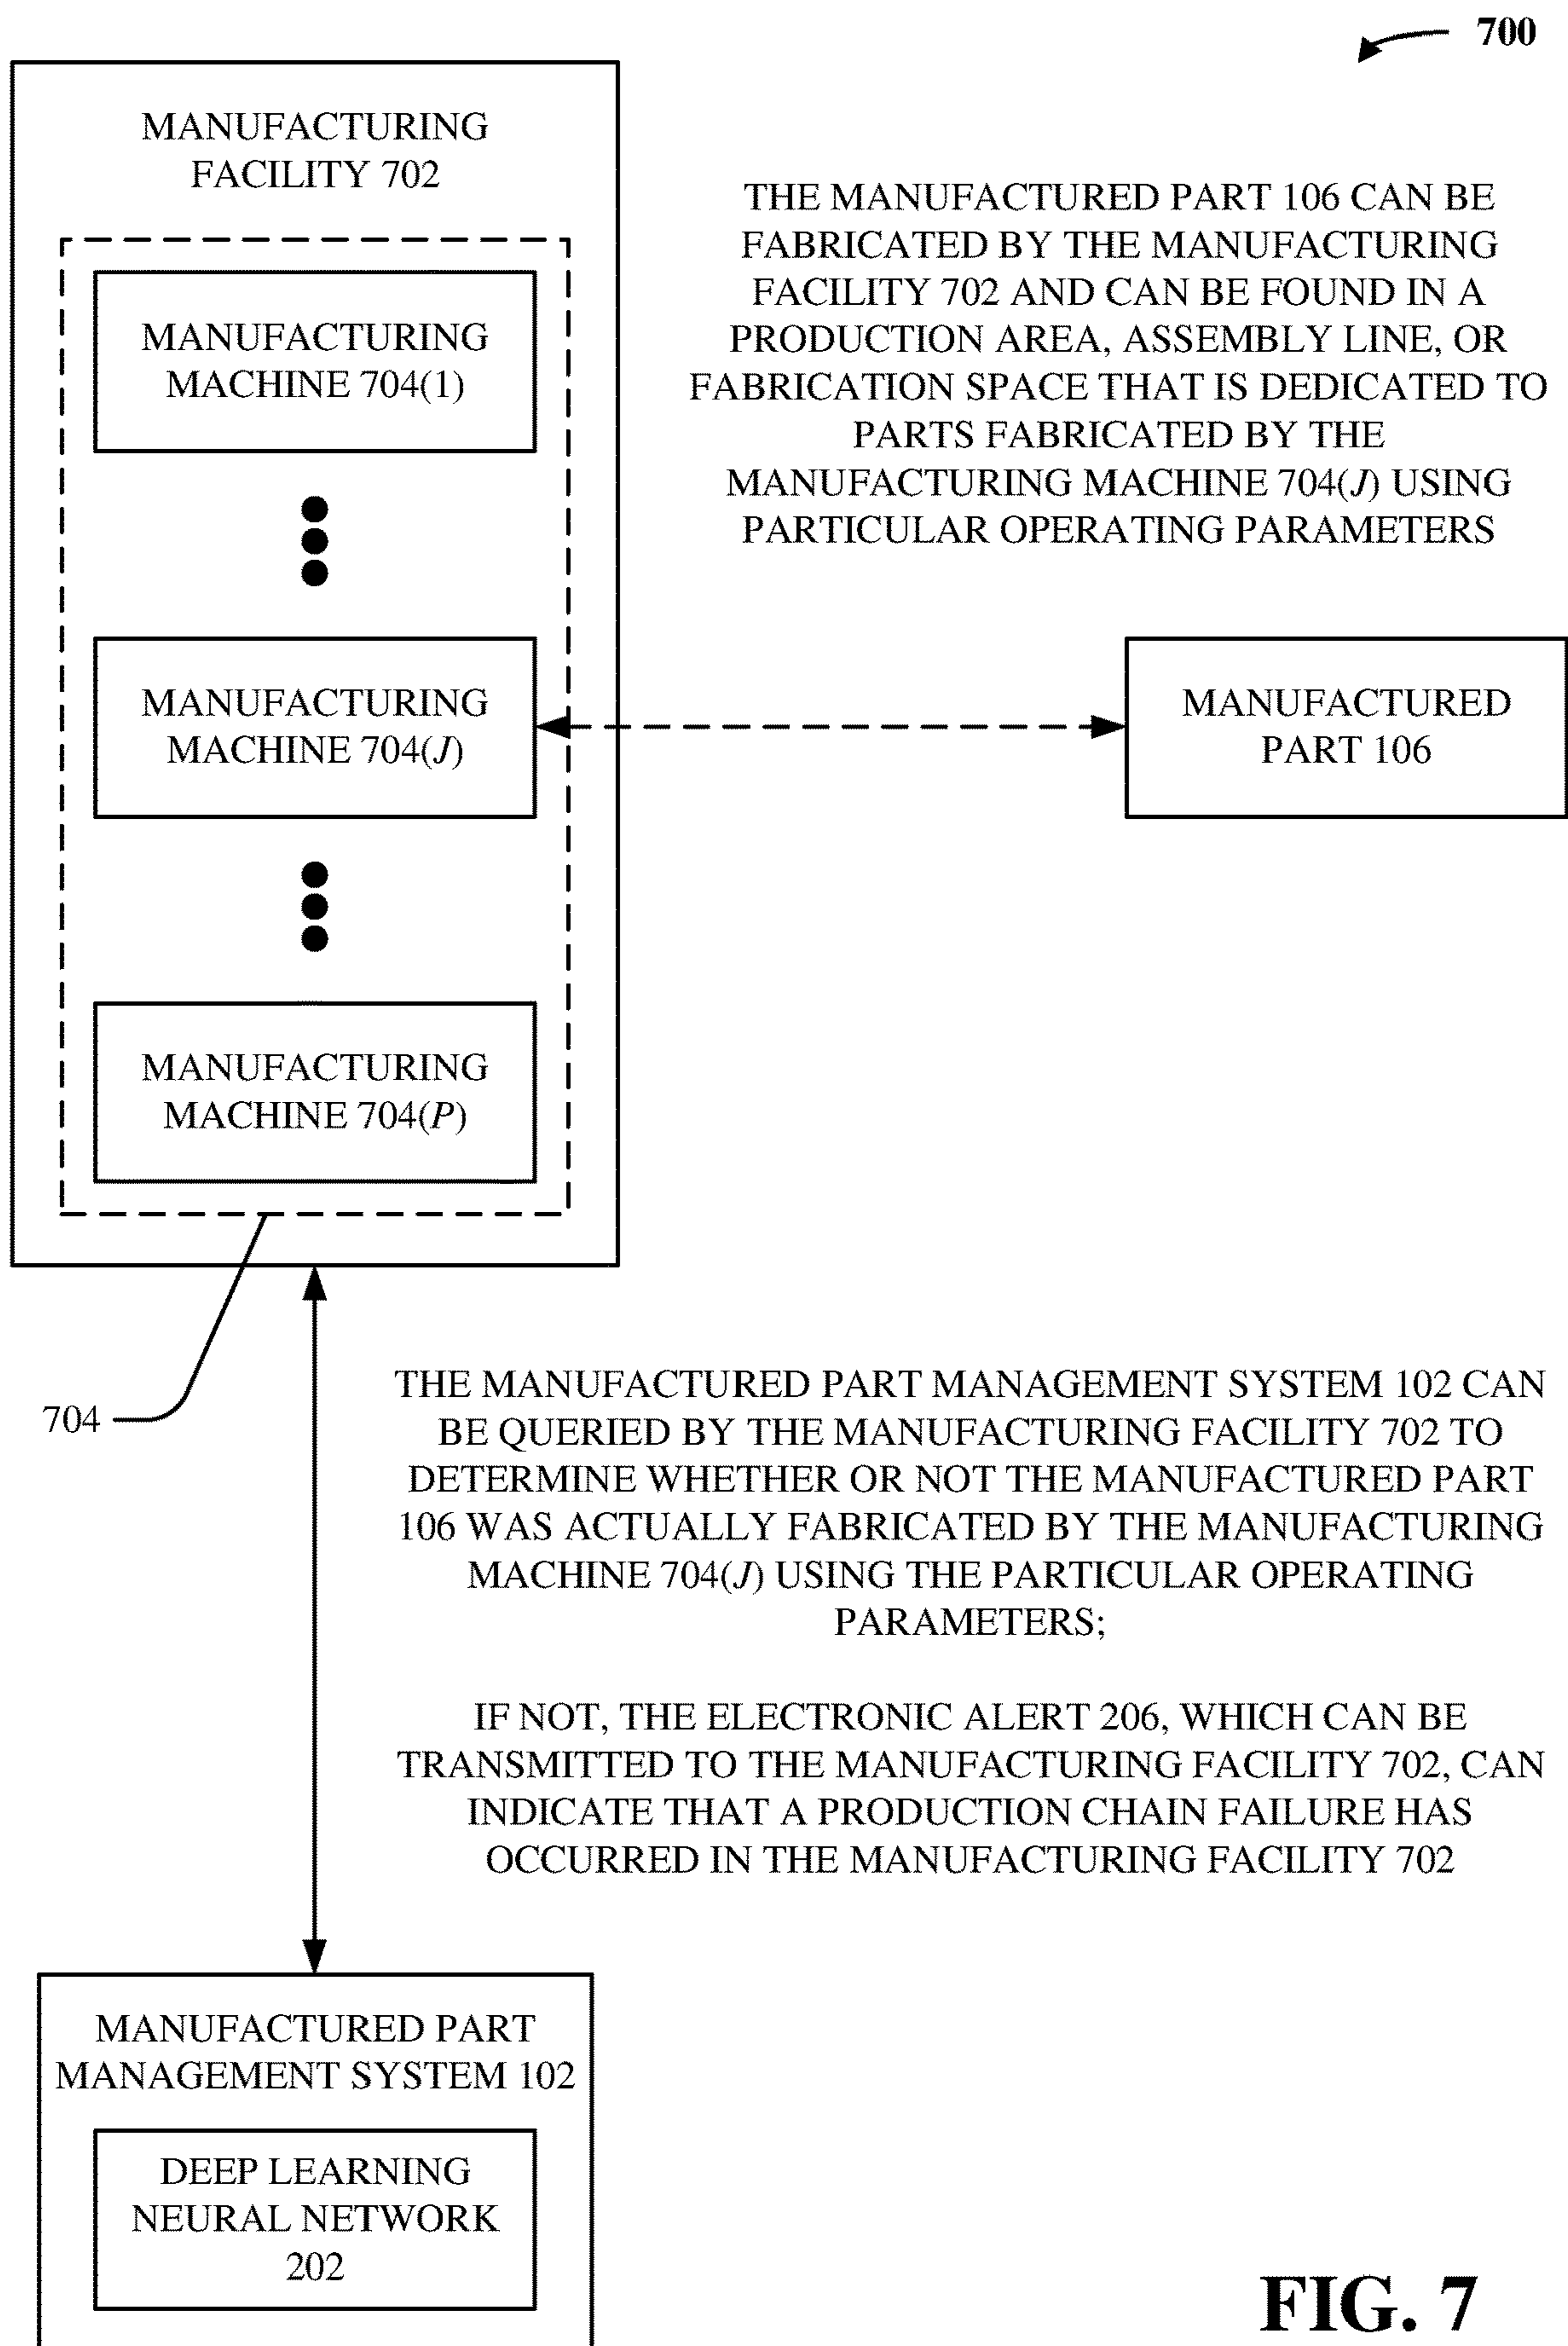 700
MANUFACTURING
FACILITY 702
MANUFACTURING
MACHINE 704(1)
THE MANUFACTURED PART 106 CAN BE
FABRICATED BY THE MANUFACTURING
FACILITY 702 AND CAN BE FOUND IN A
PRODUCTION AREA, ASSEMBLY LINE, OR
FABRICATION SPACE THAT IS DEDICATED TO
PARTS FABRICATED BY THE
MANUFACTURING MACHINE 704(J) USING
PARTICULAR OPERATING PARAMETERS
MANUFACTURING
MACHINE 704(J)
MANUFACTURED
PART 106
MANUFACTURING
MACHINE 704(P)
704
THE MANUFACTURED PART MANAGEMENT SYSTEM 102 CAN
BE QUERIED BY THE MANUFACTURING FACILITY 702 TO
DETERMINE WHETHER OR NOT THE MANUFACTURED PART
106 WAS ACTUALLY FABRICATED BY THE MANUFACTURING
MACHINE 704(J) USING THE PARTICULAR OPERATING
PARAMETERS;
IF NOT, THE ELECTRONIC ALERT 206, WHICH CAN BE
TRANSMITTED TO THE MANUFACTURING FACILITY 702, CAN
INDICATE THAT A PRODUCTION CHAIN FAILURE HAS
OCCURRED IN THE MANUFACTURING FACILITY 702
MANUFACTURED PART
MANAGEMENT SYSTEM 102
DEEP LEARNING
NEURAL NETWORK
202
FIG. 7